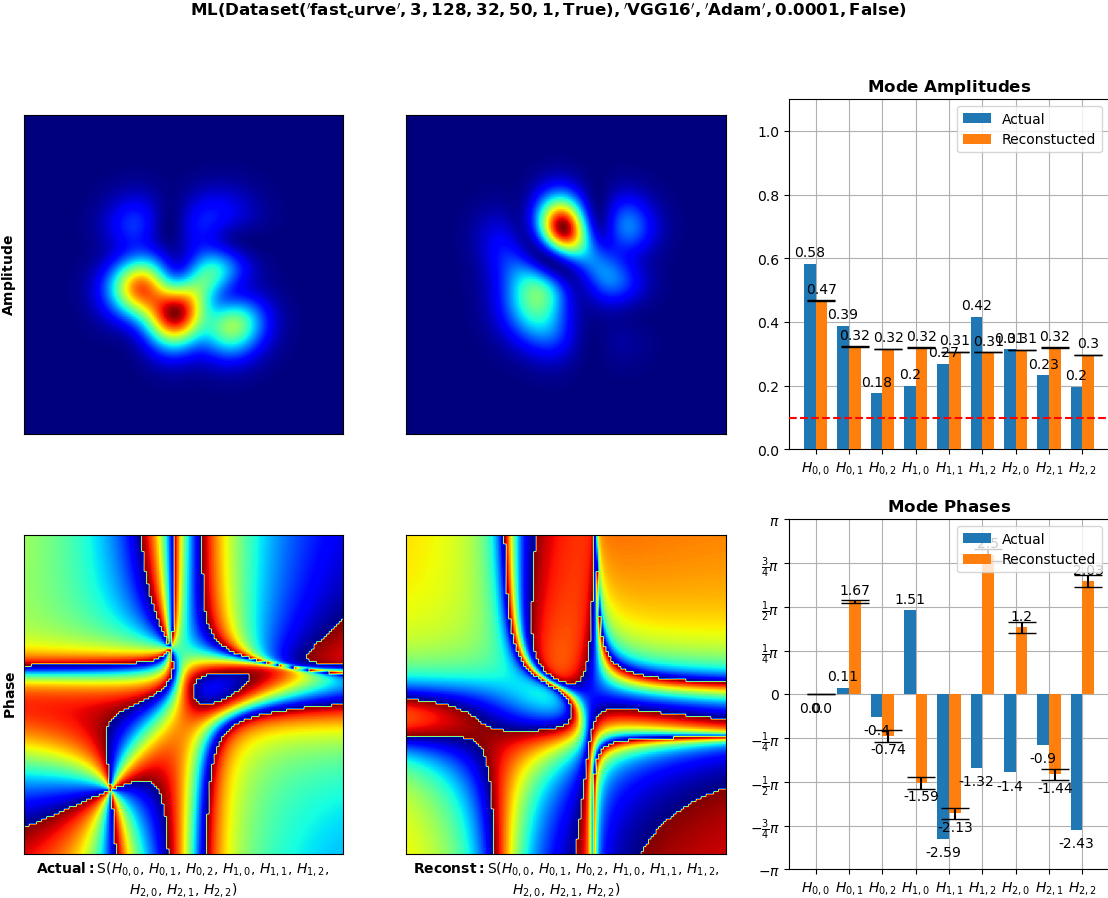 ML(Dataset('fast_curve', 3, 128, 32, 50, 1, True), 'VGG16', 'Adam', 0.0001, False)
Amplitude
Mode Amplitudes
Actual
Reconstucted
1.0
0.8
0.6
0.4
0.2
0.0
0.58
0.47
0.39
0.32
0.18
0.32
0.2
0.32
0.27
0.31
0.42
0.31
0.31
0.31
0.23
0.32
0.2
0.3
H0,0 H0,1 H0,2 H1,0 H1,1 H1,2 H2,0 H2,1 H2,2
Phase
Actual: S(H0,0, H0,1, H0,2, H1,0, H1,1, H1,2,
H2,0, H2,1, H2,2)
Reconst: S(H0,0, H0,1, H0,2, H1,0, H1,1, H1,2,
H2,0, H2,1, H2,2)
Mode Phases
Actual
Reconstucted
π
3/4π
1/2π
1/4π
0
−1/4π
−1/2π
−3/4π
−π
0.0
0.0
0.11
1.67
-0.4
-0.74
1.51
-1.59
-2.59
-2.13
-1.32
2.5
-1.4
1.2
-0.9
-1.44
-2.43
2.03
H0,0 H0,1 H0,2 H1,0 H1,1 H1,2 H2,0 H2,1 H2,2